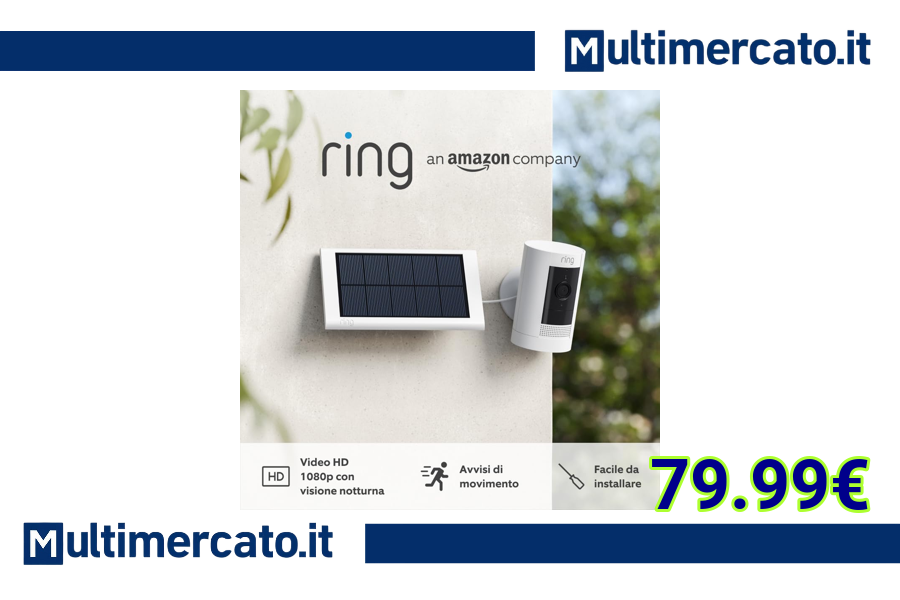 Multimercato.it
ring an amazon company
ring
ring
HD
Video HD
1080p con
visione notturna
Avvisi di
movimento
Facile da
installare
79.99€
Multimercato.it